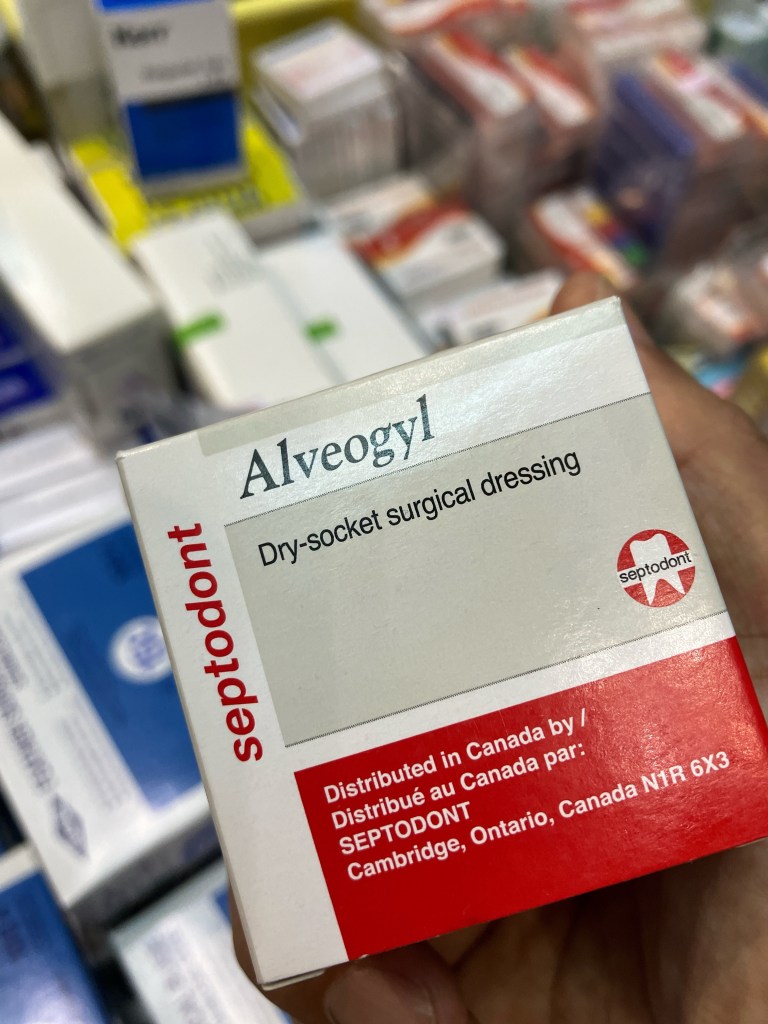 Alveogyl
Dry-socket surgical dressing
septodont
septodont
Distributed in Canada by /
Distribué au Canada par:
SEPTODONT
Cambridge, Ontario, Canada N1R 6X3